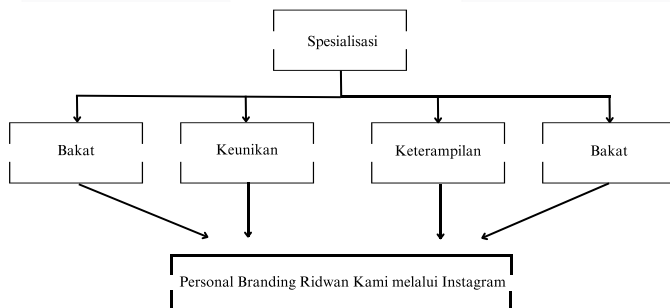 Spesialisasi
Bakat
Keunikan
Keterampilan
Bakat
Personal Branding Ridwan Kami melalui Instagram